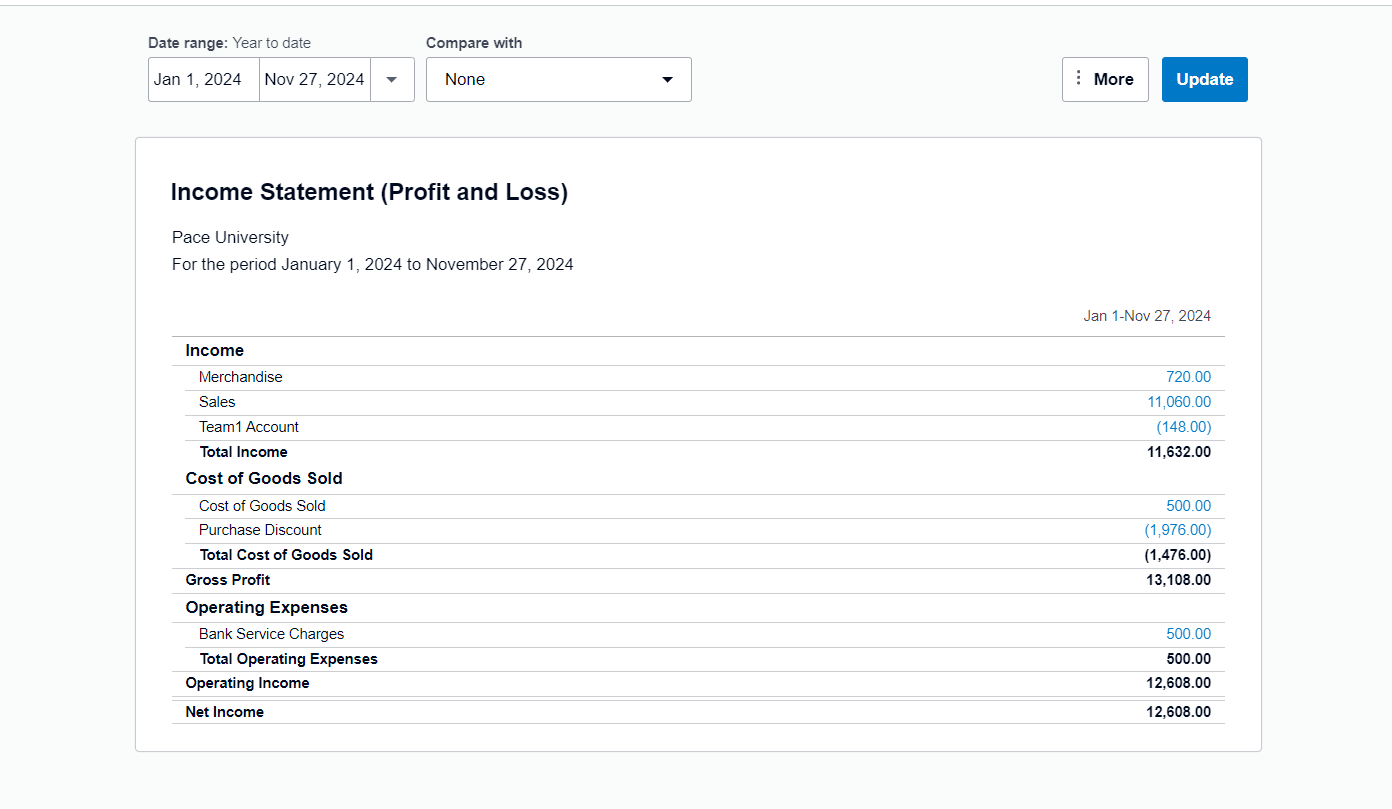 Date range: Year to date Compare with
Jan 1, 2024 Nov 27, 2024 None More Update
Income Statement (Profit and Loss)
Pace University
For the period January 1, 2024 to November 27, 2024
Jan 1-Nov 27, 2024
Income
Merchandise 720.00
Sales 11,060.00
Team1 Account (148.00)
Total Income 11,632.00
Cost of Goods Sold
Cost of Goods Sold 500.00
Purchase Discount (1,976.00)
Total Cost of Goods Sold (1,476.00)
Gross Profit 13,108.00
Operating Expenses
Bank Service Charges 500.00
Total Operating Expenses 500.00
Operating Income 12,608.00
Net Income 12,608.00